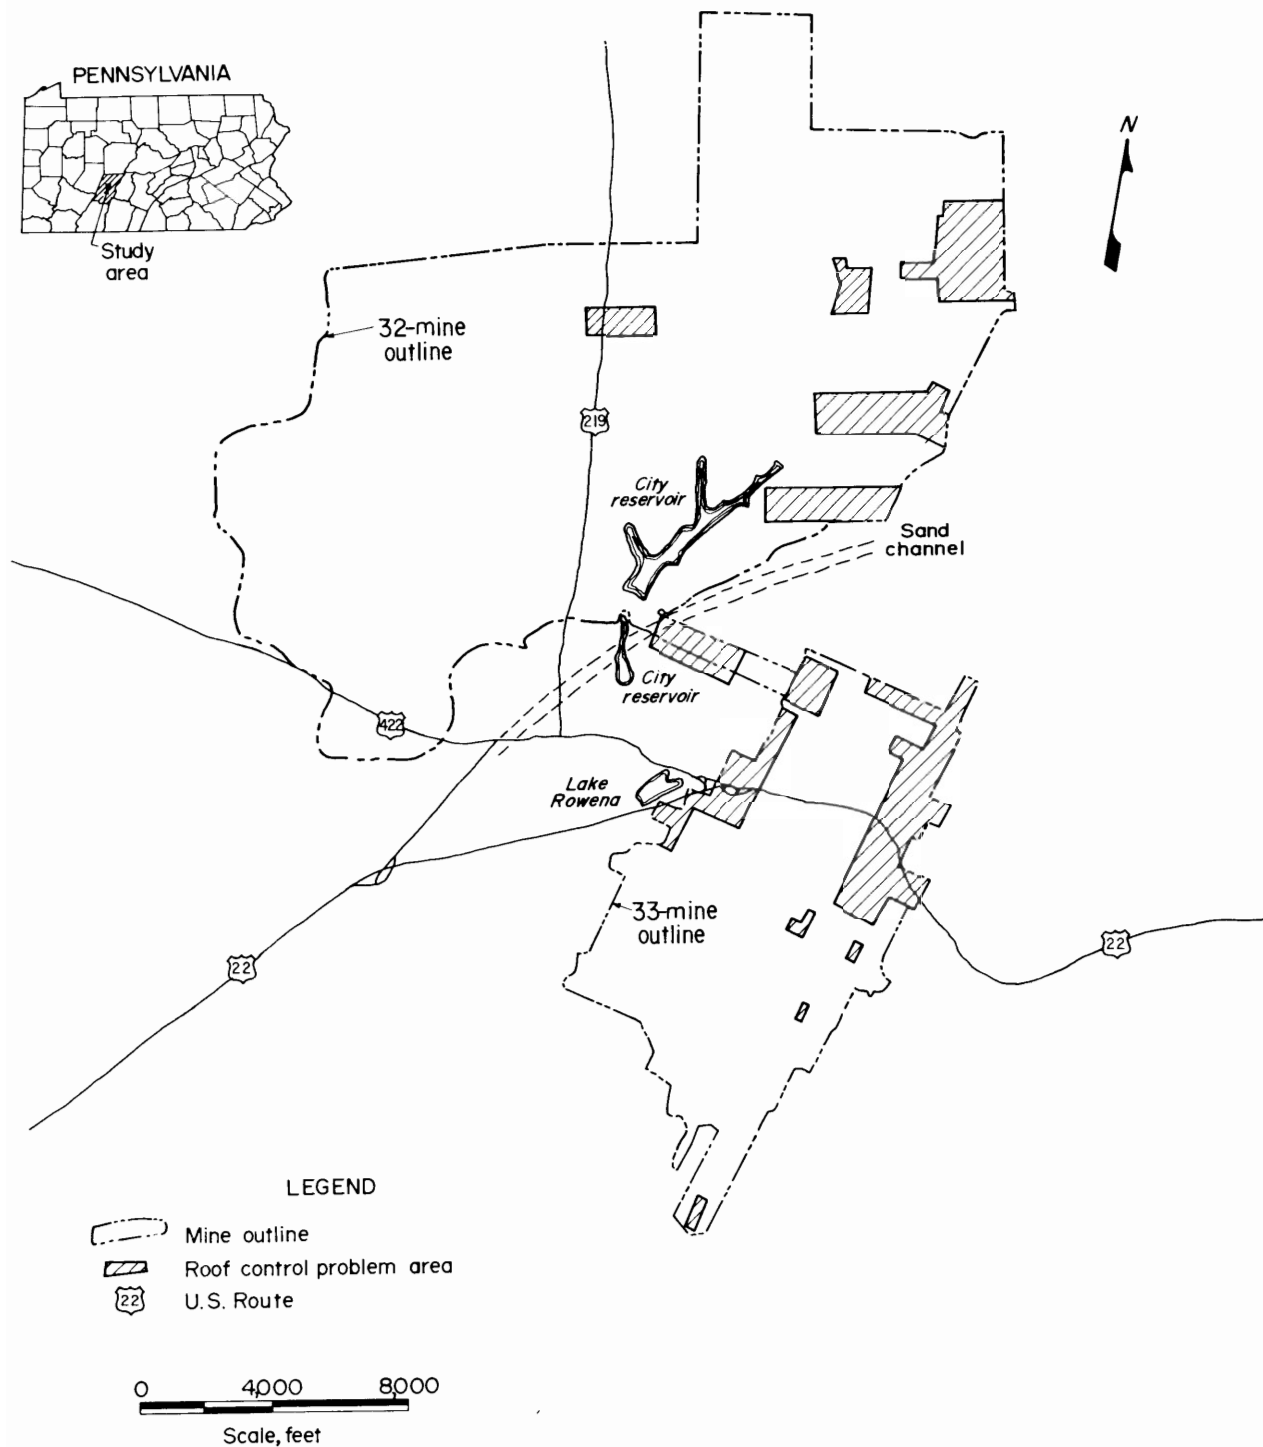 PENNSYLVANIA
N
Study
area
32-mine
outline
219
City
reservoir
Sand
channel
City
reservoir
422
Lake
Rowena
33-mine
outline
22
22
LEGEND
Mine outline
Roof control problem area
22
U.S. Route
0
4,000
8,000
Scale, feet